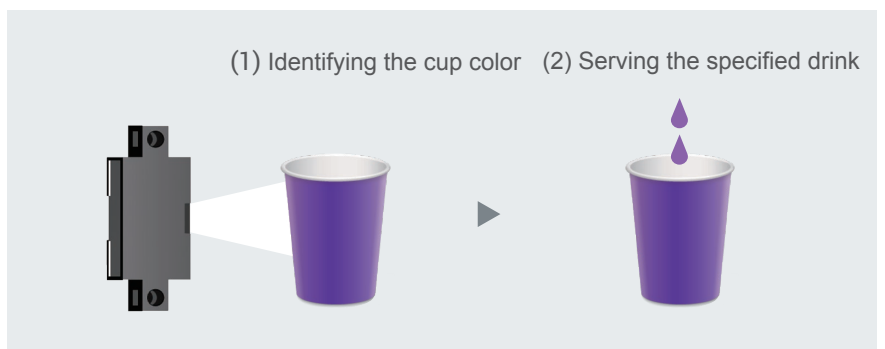 (1) Identifying the cup color
(2) Serving the specified drink